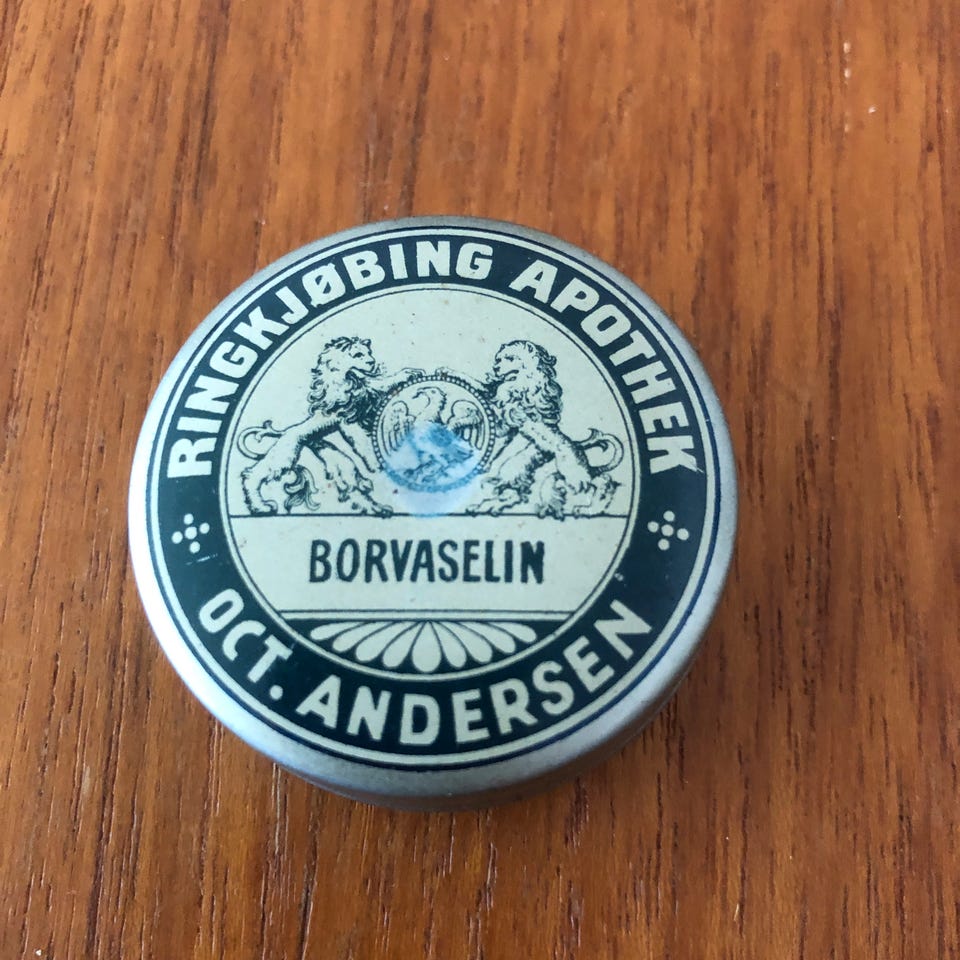 RINGKJØBING APOTHEK
BORVASELIN
OCT. ANDERSEN